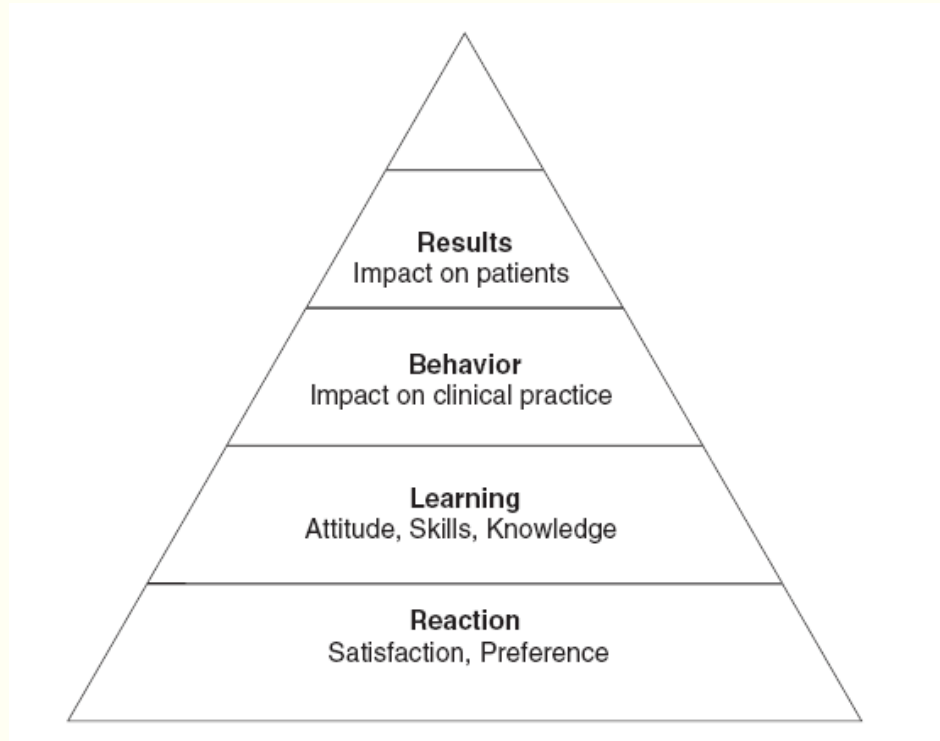 Results
Impact on patients
Behavior
Impact on clinical practice
Learning
Attitude, Skills, Knowledge
Reaction
Satisfaction, Preference